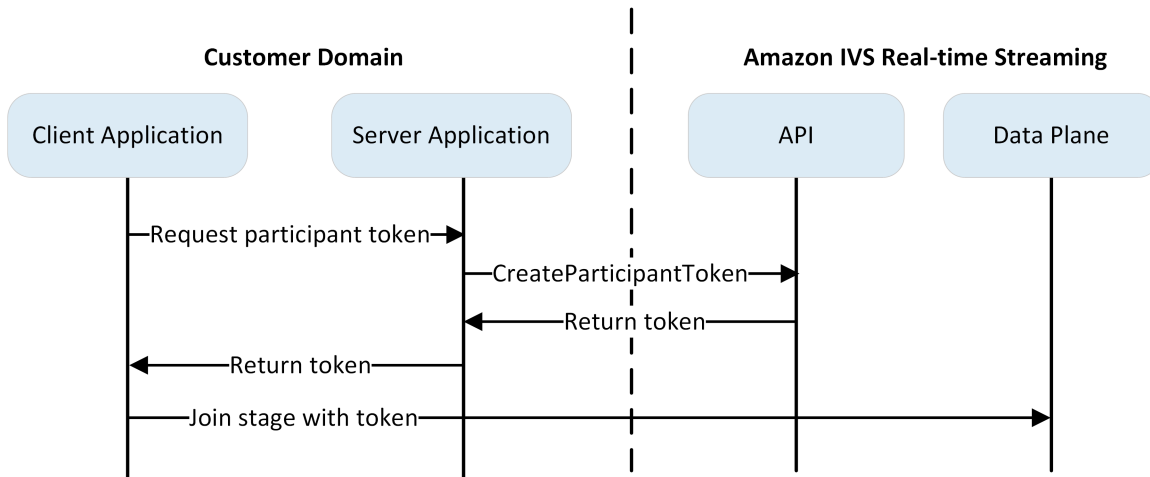 Customer Domain
Amazon IVS Real-time Streaming
Client Application
Server Application
API
Data Plane
Request participant token
CreateParticipantToken
Return token
Return token
Join stage with token